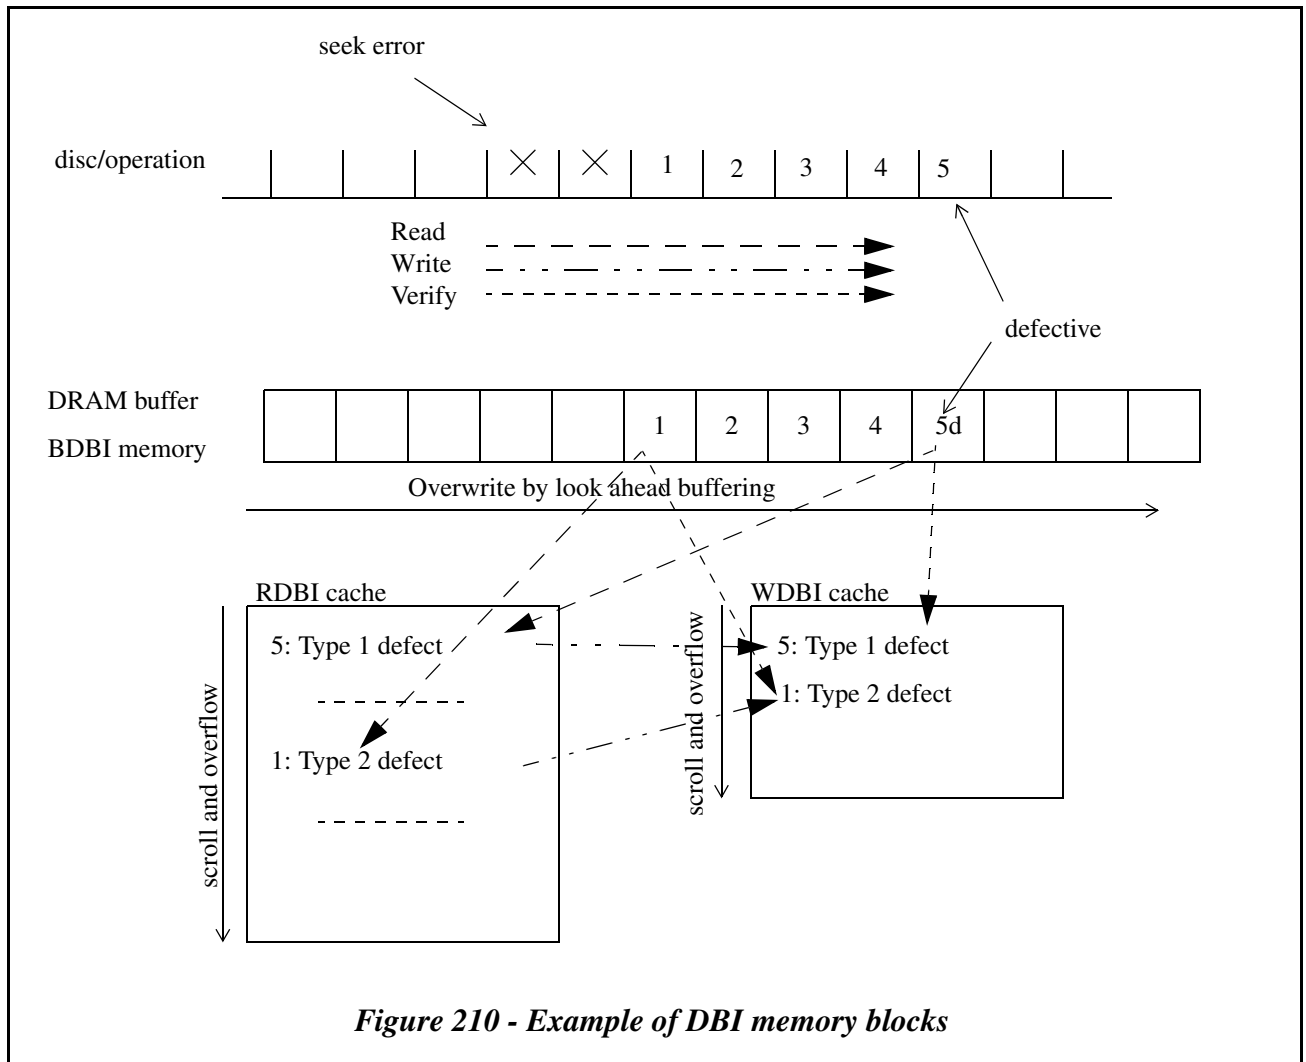 seek error
disc/operation
1 2 3 4 5
Read
Write
Verify
defective
DRAM buffer
BDBI memory
1 2 3 4 5d
Overwrite by look ahead buffering
RDBI cache
WDBI cache
scroll and overflow
5: Type 1 defect
1: Type 2 defect
scroll and overflow
5: Type 1 defect
1: Type 2 defect
Figure 210 - Example of DBI memory blocks